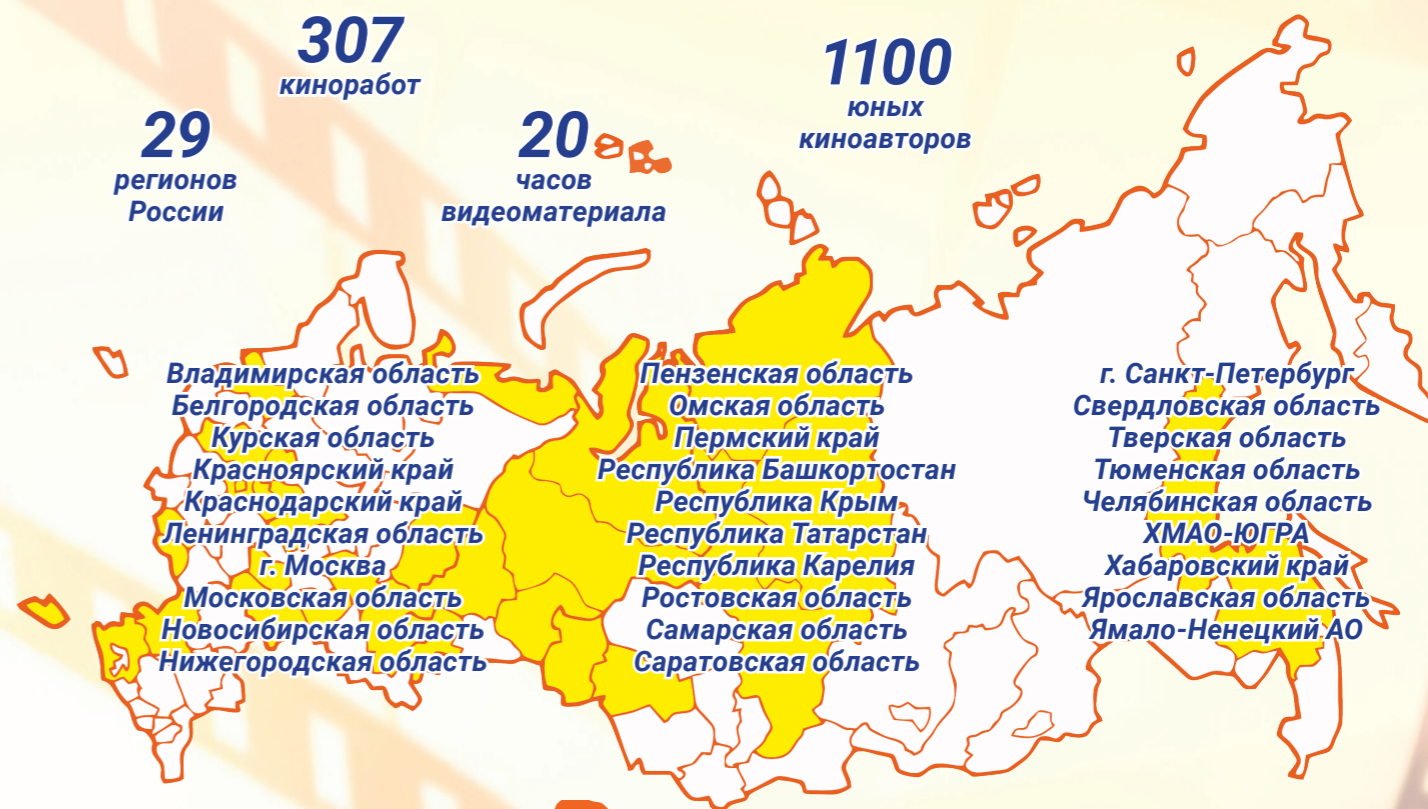 307
киноработ
1100
юных
киноавторов
29
регионов
России
20
часов
видеоматериала
Владимирская область
Белгородская область
Курская область
Красноярский край
Краснодарский край
Ленинградская область
г. Москва
Московская область
Новосибирская область
Нижегородская область
Пензенская область
Омская область
Пермский край
Республика Башкортостан
Республика Крым
Республика Татарстан
Республика Карелия
Ростовская область
Самарская область
Саратовская область
г. Санкт-Петербург
Свердловская область
Тверская область
Тюменская область
Челябинская область
ХМАО-ЮГРА
Хабаровский край
Ярославская область
Ямало-Ненецкий АО